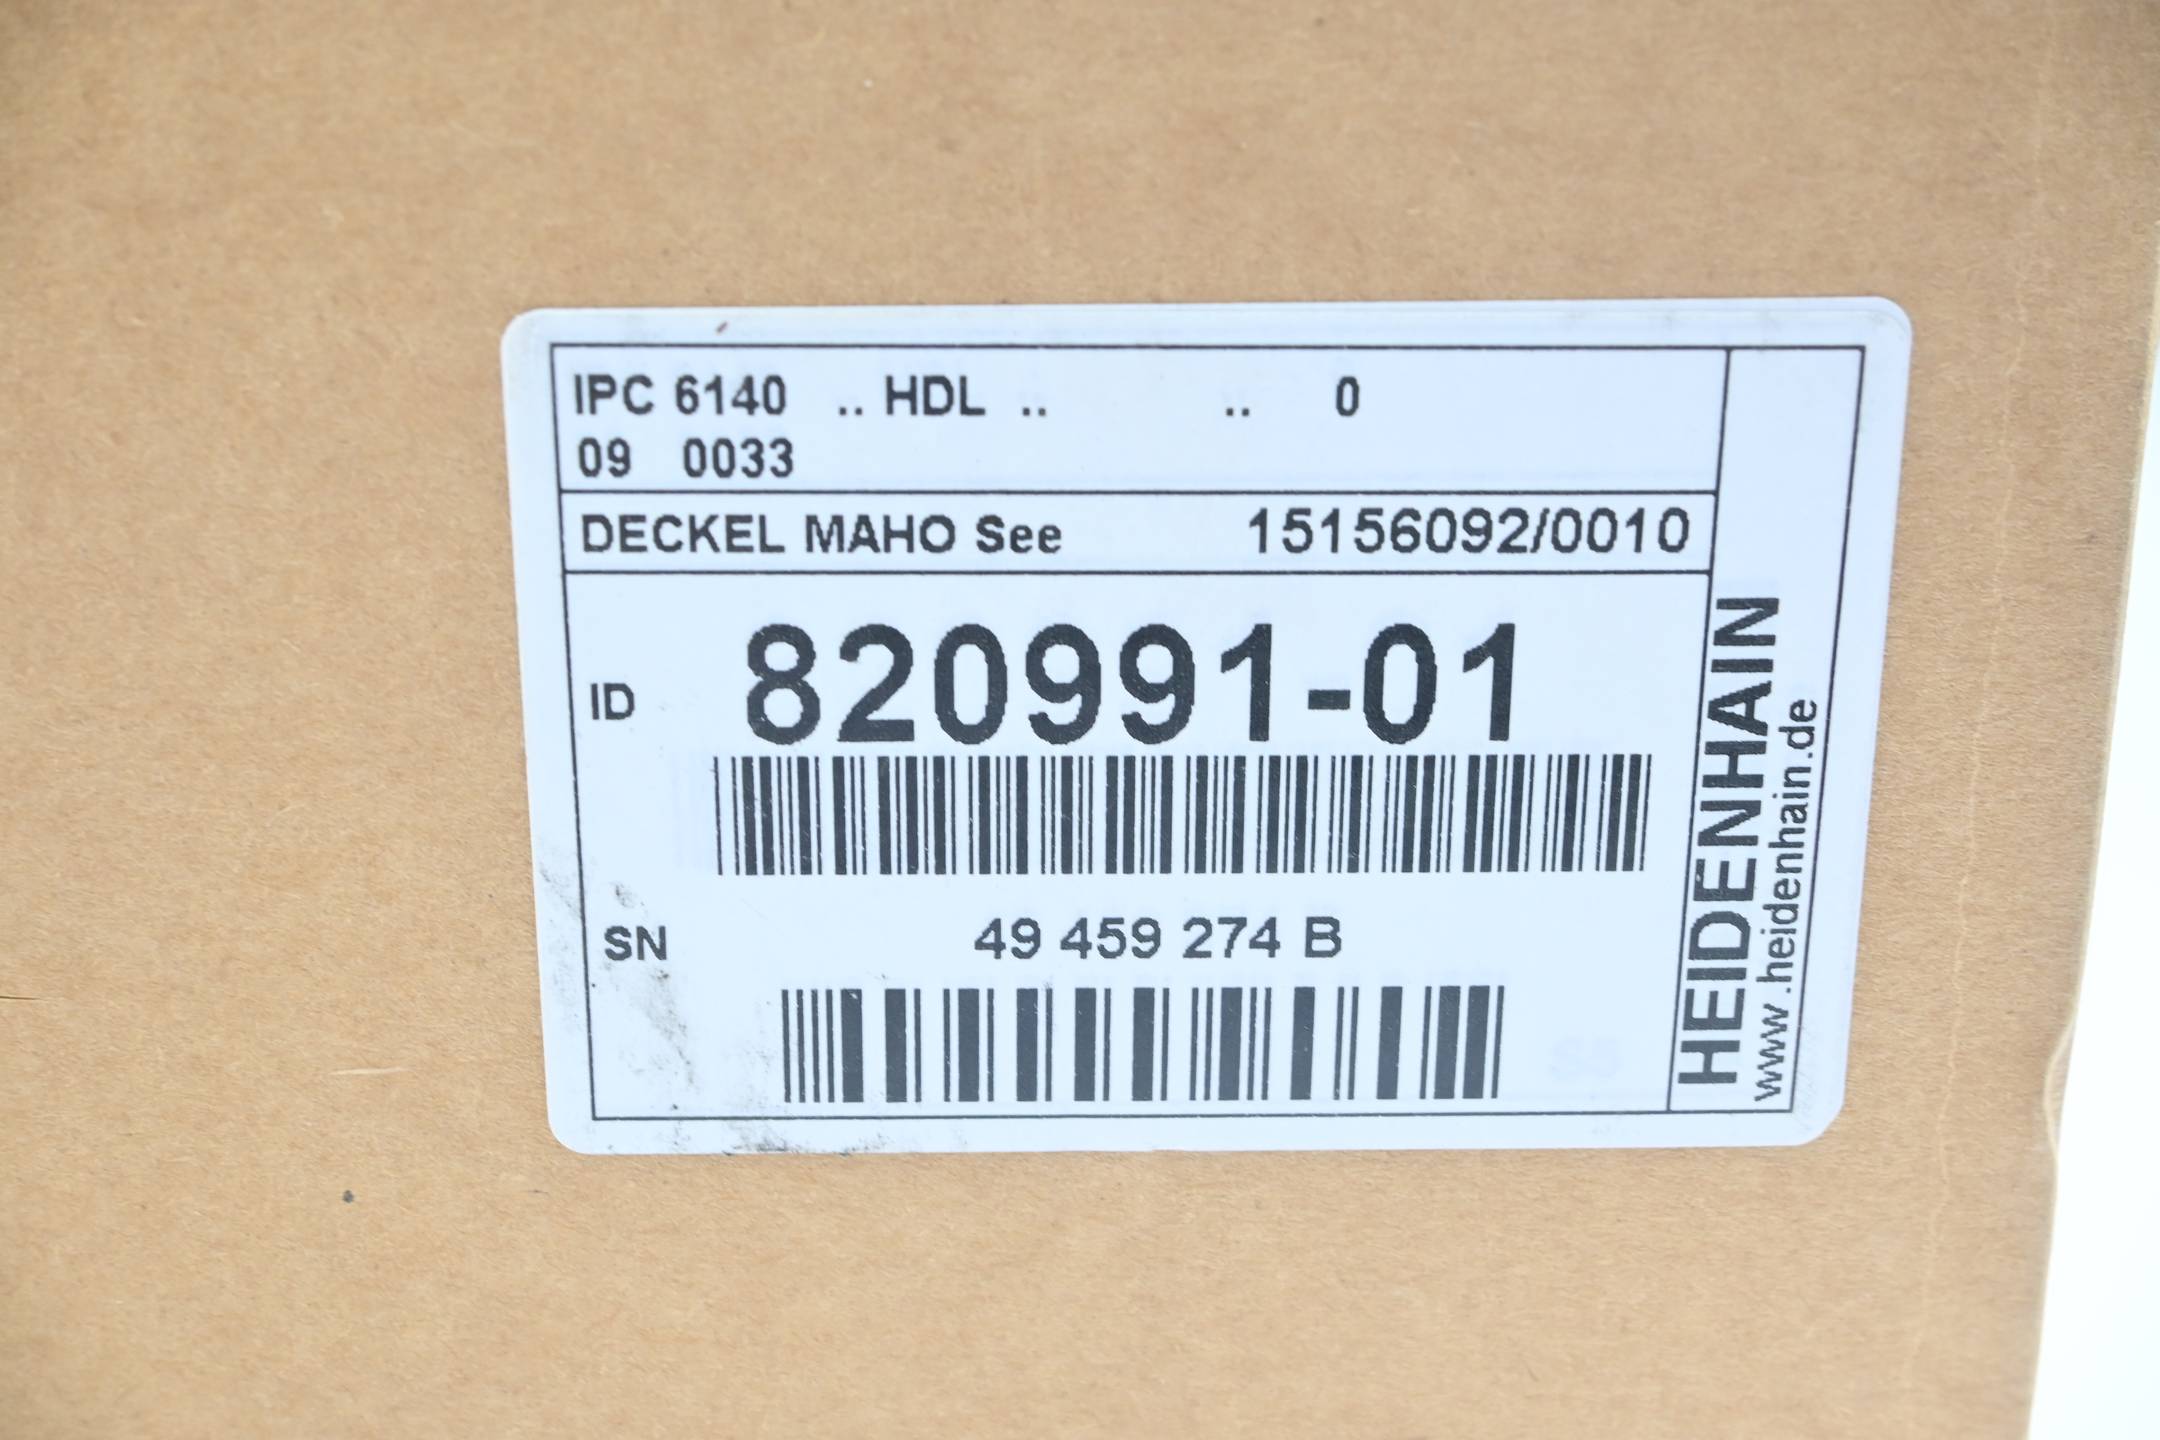 IPC 6140 .. HDL .. .. 0
09 0033
DECKEL MAHO See 15156092/0010
ID 820991-01
SN 49 459 274 B
HEIDENHAIN
www.heidenhain.de